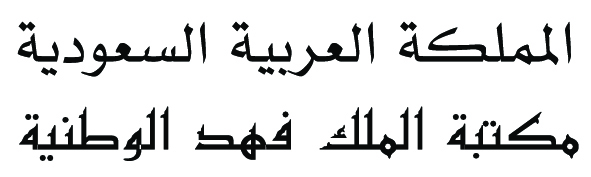 المملكة العربية السعودية
مكتبة الملك فهد الوطنية